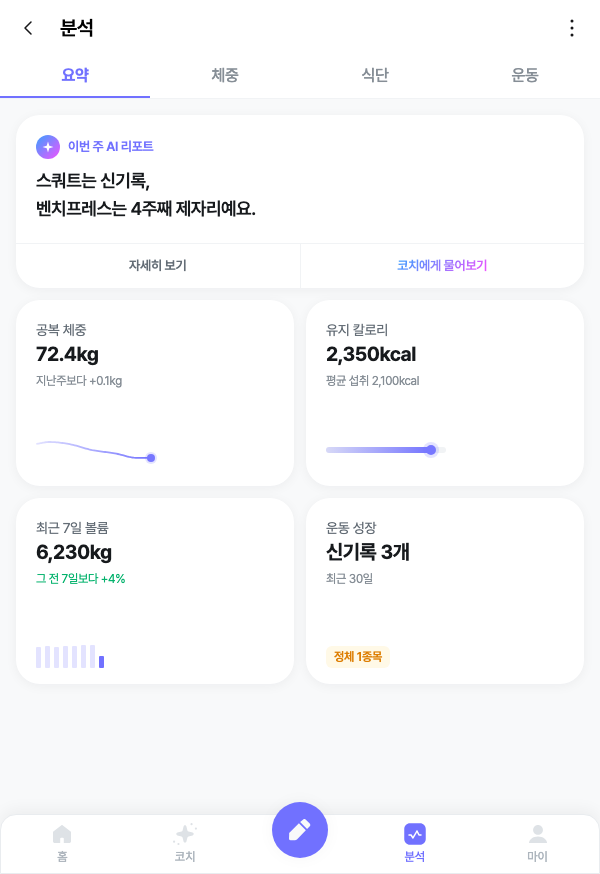 분석
요약
체중
식단
운동
이번 주 AI 리포트
스쿼트는 신기록,
벤치프레스는 4주째 제자리예요.
자세히 보기
코치에게 물어보기
공복 체중
72.4kg
지난주보다 +0.1kg
유지 칼로리
2,350kcal
평균 섭취 2,100kcal
최근 7일 볼륨
6,230kg
그 전 7일보다 +4%
운동 성장
신기록 3개
최근 30일
정체 1종목
홈
코치
분석
마이